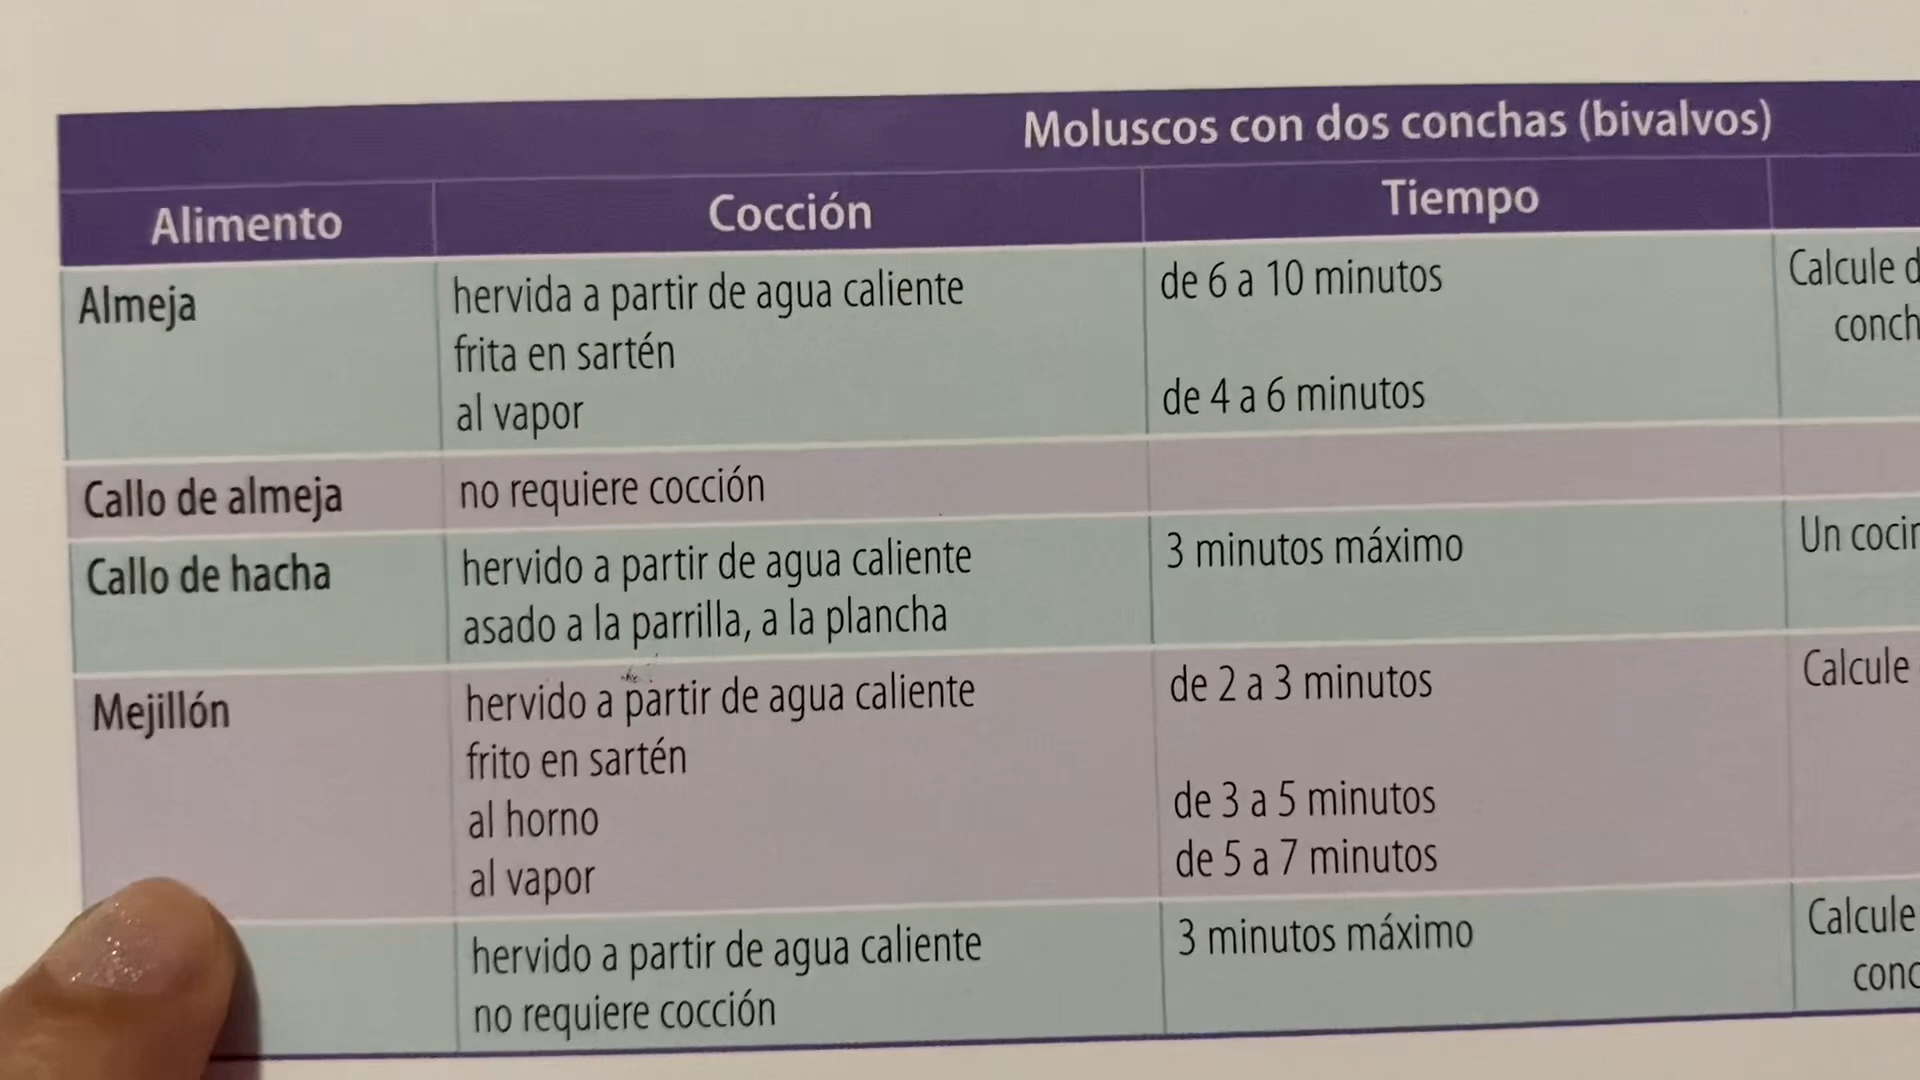 Moluscos con dos conchas (bivalvos)
Alimento Cocción Tiempo
Almeja hervida a partir de agua caliente de 6 a 10 minutos Calcule
frita en sartén
al vapor de 4 a 6 minutos
Callo de almeja no requiere cocción
Callo de hacha hervido a partir de agua caliente 3 minutos máximo Un
asado a la parrilla, a la plancha
Mejillón hervido a partir de agua caliente de 2 a 3 minutos Calcule
frito en sartén
al horno de 3 a 5 minutos
al vapor de 5 a 7 minutos
hervido a partir de agua caliente 3 minutos máximo Calcule
no requiere cocción